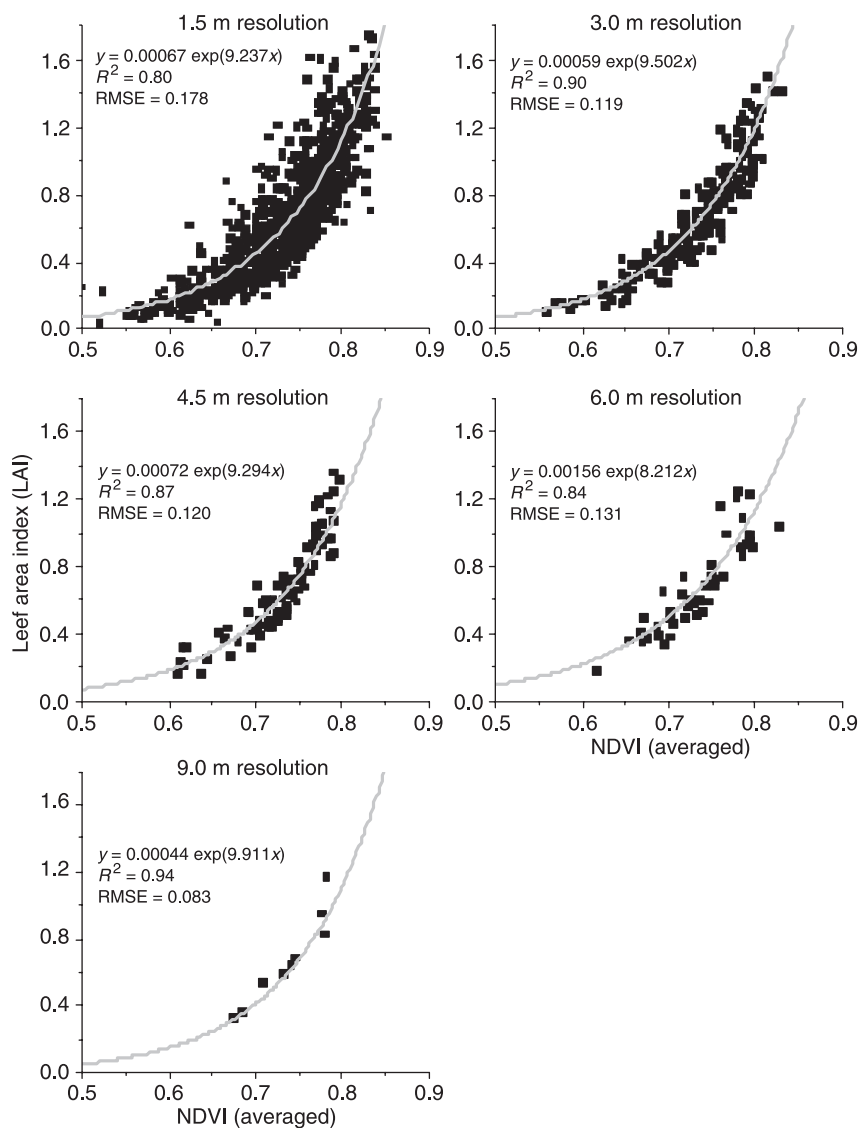 1.5 m resolution
y = 0.00067 exp(9.237x)
R² = 0.80
RMSE = 0.178
1.6
1.2
0.8
0.4
0.0
0.5 0.6 0.7 0.8 0.9
3.0 m resolution
y = 0.00059 exp(9.502x)
R² = 0.90
RMSE = 0.119
1.6
1.2
0.8
0.4
0.0
0.5 0.6 0.7 0.8 0.9
4.5 m resolution
y = 0.00072 exp(9.294x)
R² = 0.87
RMSE = 0.120
Leef area index (LAI)
1.6
1.2
0.8
0.4
0.0
0.5 0.6 0.7 0.8 0.9
6.0 m resolution
y = 0.00156 exp(8.212x)
R² = 0.84
RMSE = 0.131
1.6
1.2
0.8
0.4
0.0
0.5 0.6 0.7 0.8 0.9
NDVI (averaged)
9.0 m resolution
y = 0.00044 exp(9.911x)
R² = 0.94
RMSE = 0.083
1.6
1.2
0.8
0.4
0.0
0.5 0.6 0.7 0.8 0.9
NDVI (averaged)